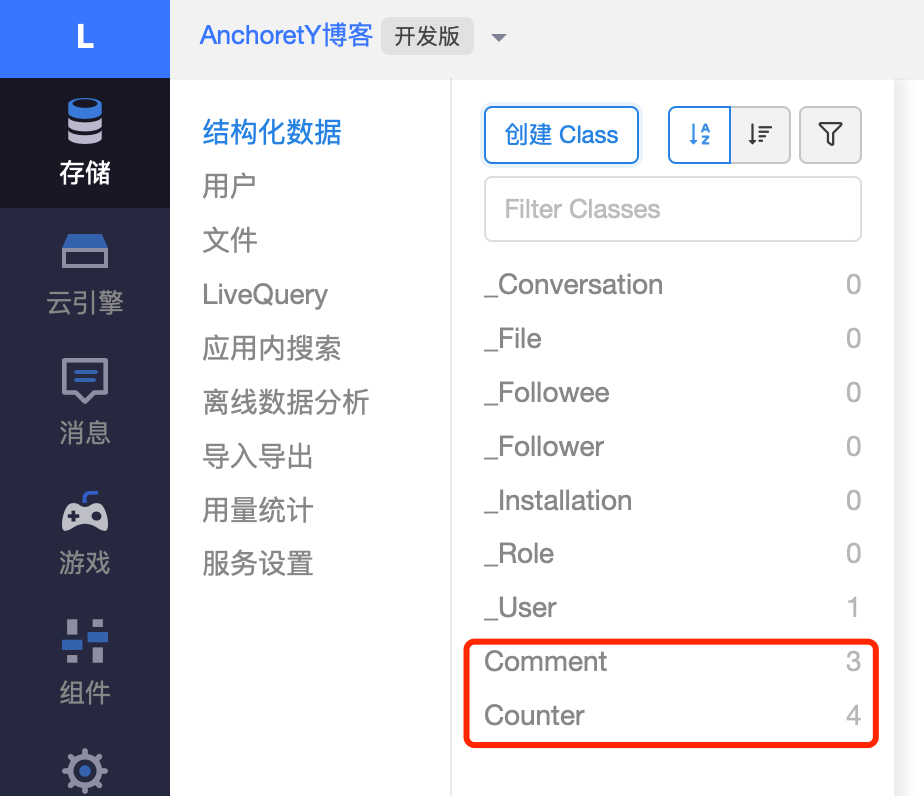 L
AnchoretY博客 开发版
存储
云引擎
消息
游戏
组件
结构化数据
用户
文件
LiveQuery
应用内搜索
离线数据分析
导入导出
用量统计
服务设置
创建 Class
Filter Classes
_Conversation 0
_File 0
_Followee 0
_Follower 0
_Installation 0
_Role 0
_User 1
Comment 3
Counter 4